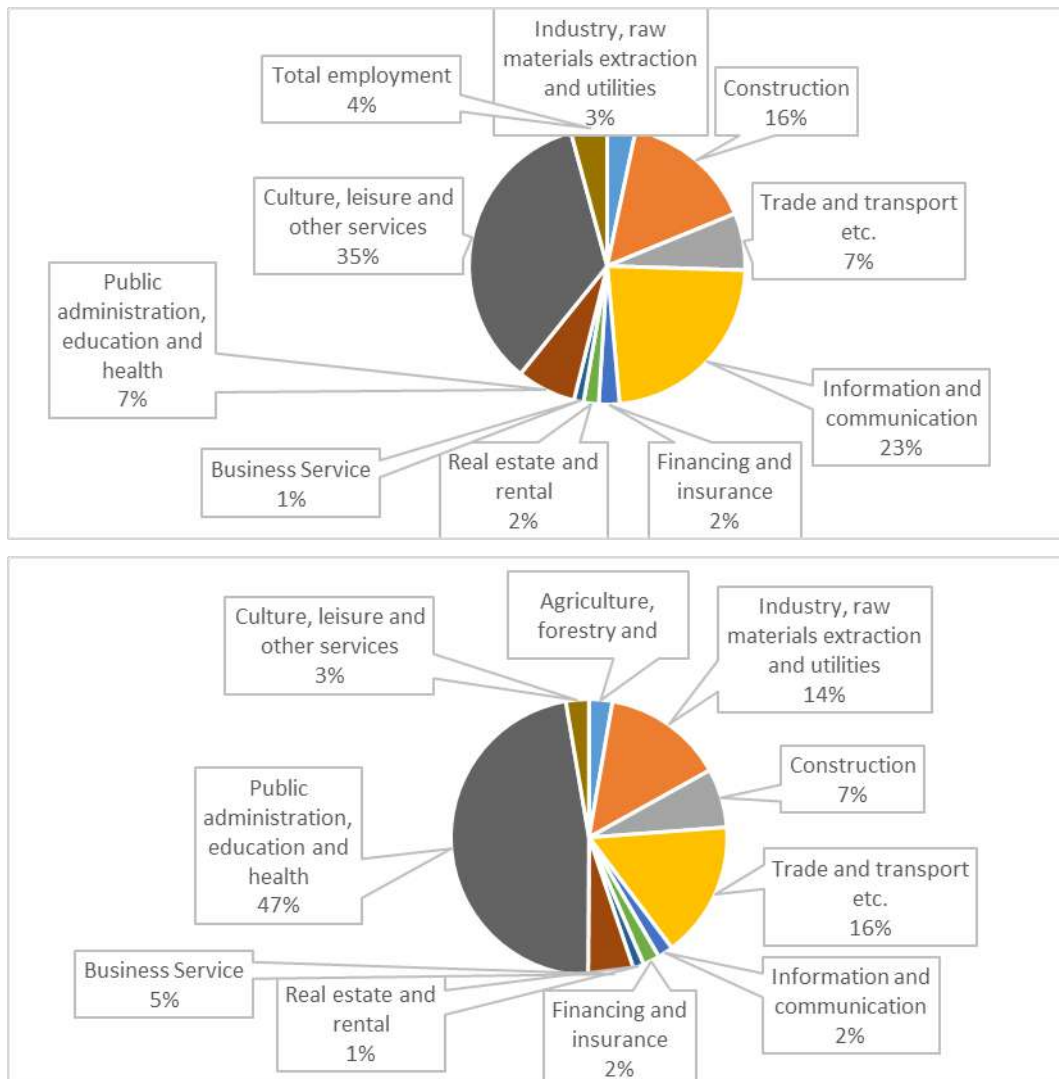 Industry, raw
materials extraction
and utilities
3%
Total employment
4%
Construction
16%
Culture, leisure and
other services
35%
Trade and transport
etc.
7%
Public
administration,
education and
health
7%
Information and
communication
23%
Business Service
1%
Real estate and
rental
2%
Financing and
insurance
2%
Culture, leisure and
other services
3%
Agriculture,
forestry and
Industry, raw
materials extraction
and utilities
14%
Construction
7%
Public
administration,
education and
health
47%
Trade and transport
etc.
16%
Business Service
5%
Real estate and
rental
1%
Financing and
insurance
2%
Information and
communication
2%